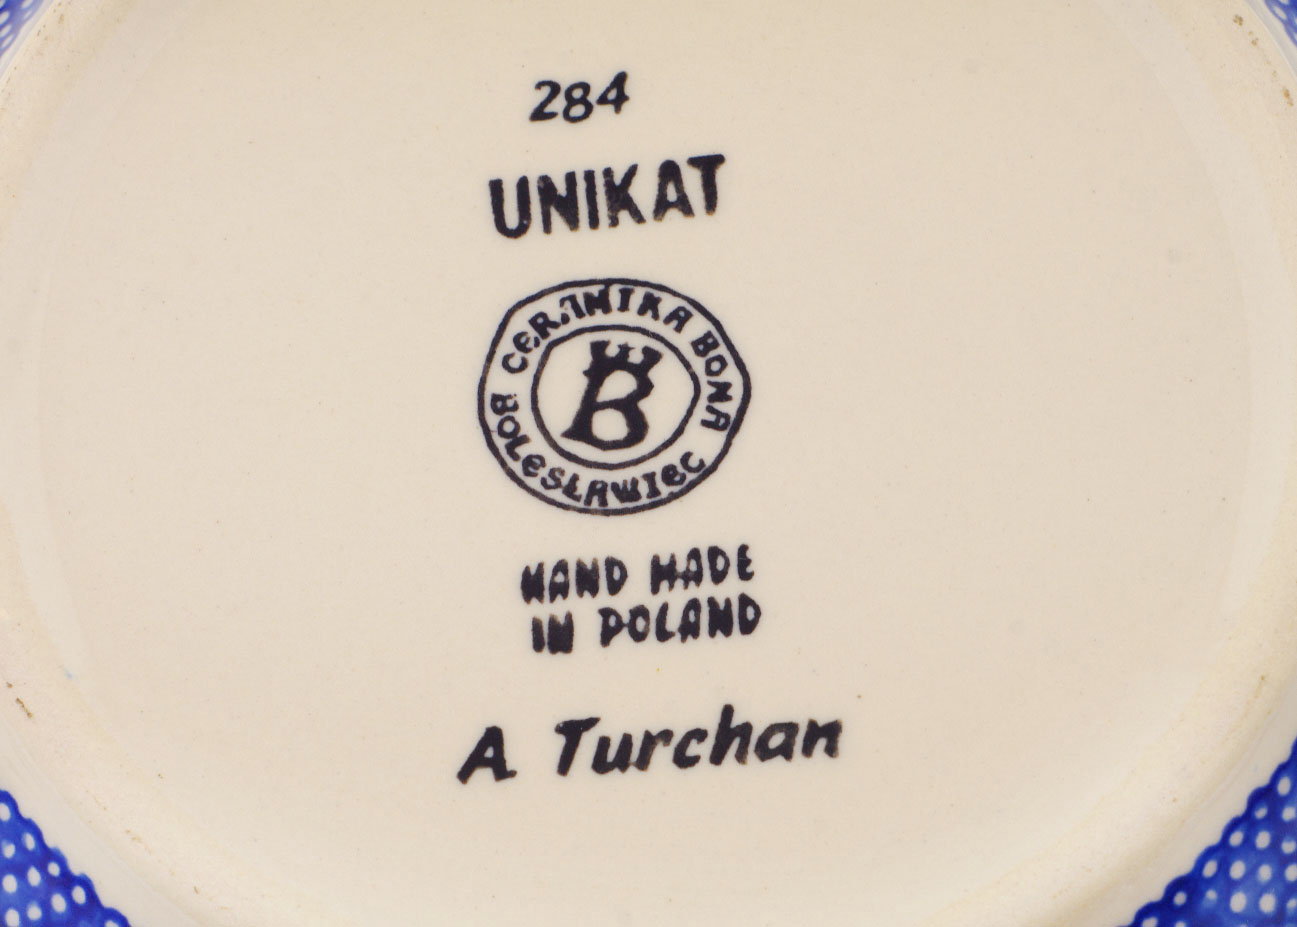 284
UNIKAT
CERAMIKA BONA
B
BOLESŁAWIEC
HAND MADE
IN POLAND
A Turchan